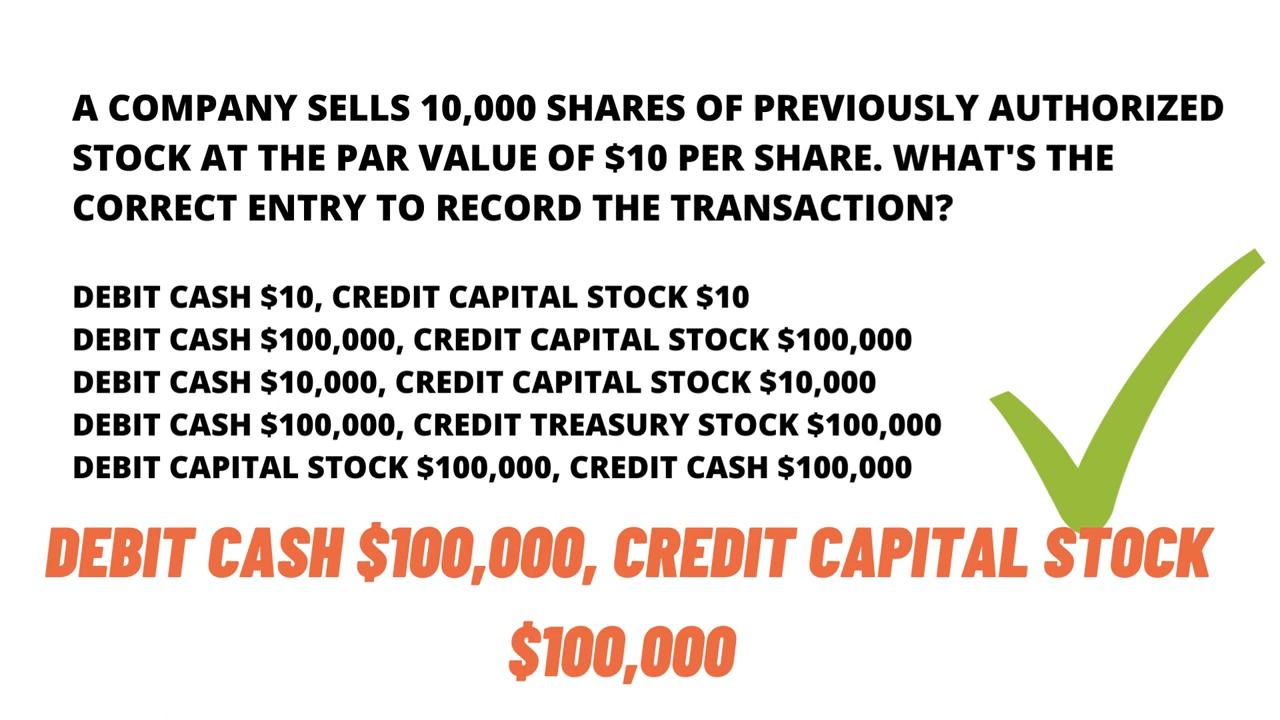 A COMPANY SELLS 10,000 SHARES OF PREVIOUSLY AUTHORIZED
STOCK AT THE PAR VALUE OF $10 PER SHARE. WHAT'S THE
CORRECT ENTRY TO RECORD THE TRANSACTION?
DEBIT CASH $10, CREDIT CAPITAL STOCK $10
DEBIT CASH $100,000, CREDIT CAPITAL STOCK $100,000
DEBIT CASH $10,000, CREDIT CAPITAL STOCK $10,000
DEBIT CASH $100,000, CREDIT TREASURY STOCK $100,000
DEBIT CAPITAL STOCK $100,000, CREDIT CASH $100,000
DEBIT CASH $100,000, CREDIT CAPITAL STOCK
$100,000